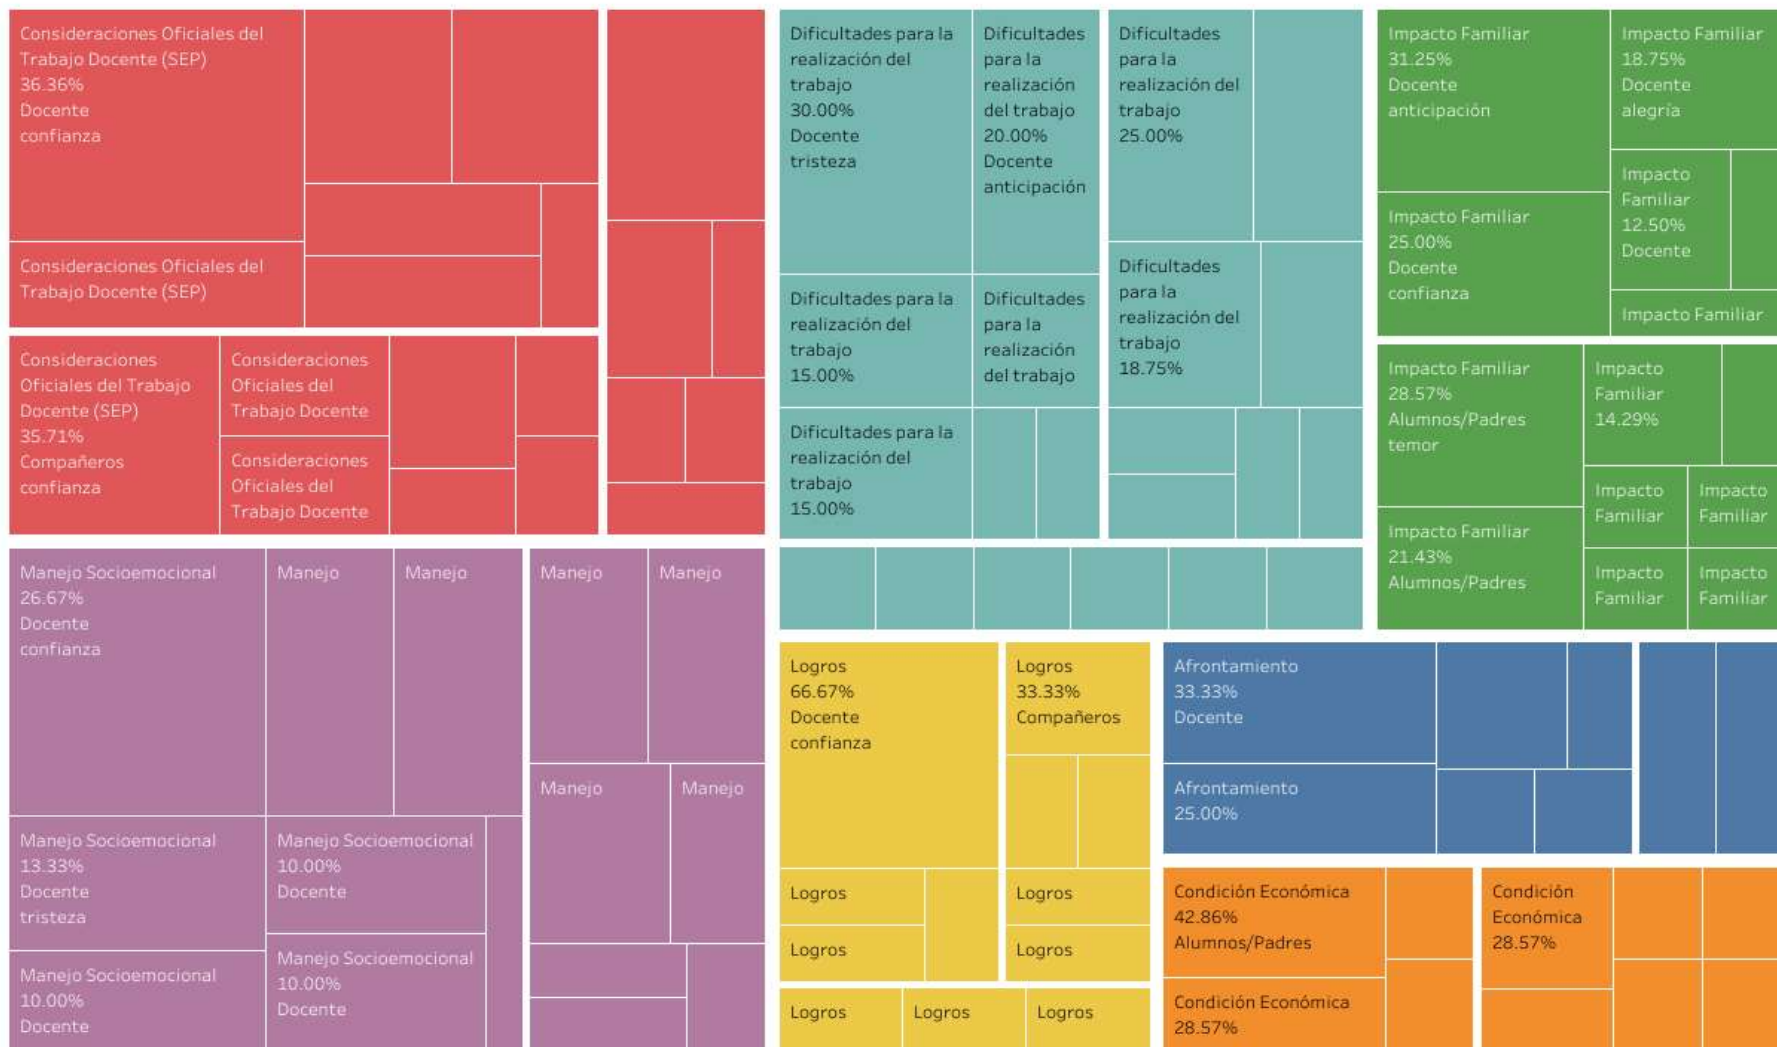 Consideraciones Oficiales del
Trabajo Docente (SEP)
36.36%
Docente
confianza
Consideraciones Oficiales del
Trabajo Docente (SEP)
Consideraciones
Oficiales del Trabajo
Docente (SEP)
35.71%
Compañeros
confianza
Consideraciones
Oficiales del
Trabajo Docente
Consideraciones
Oficiales del
Trabajo Docente
Dificultades para la
realización del
trabajo
30.00%
Docente
tristeza
Dificultades
para la
realización
del trabajo
20.00%
Docente
anticipación
Dificultades para la
realización del
trabajo
15.00%
Dificultades
para la
realización
del trabajo
Dificultades para la
realización del
trabajo
15.00%
Dificultades
para la
realización del
trabajo
25.00%
Dificultades
para la
realización del
trabajo
18.75%
Impacto Familiar
31.25%
Docente
anticipación
Impacto Familiar
18.75%
Docente
alegría
Impacto Familiar
25.00%
Docente
confianza
Impacto
Familiar
12.50%
Docente
Impacto Familiar
Impacto Familiar
28.57%
Alumnos/Padres
temor
Impacto
Familiar
14.29%
Impacto Familiar
21.43%
Alumnos/Padres
Impacto
Familiar
Impacto
Familiar
Impacto
Familiar
Impacto
Familiar
Manejo Socioemocional
26.67%
Docente
confianza
Manejo
Manejo
Manejo Socioemocional
13.33%
Docente
tristeza
Manejo Socioemocional
10.00%
Docente
Manejo Socioemocional
10.00%
Docente
Manejo Socioemocional
10.00%
Docente
Manejo
Manejo
Manejo
Manejo
Logros
66.67%
Docente
confianza
Logros
Logros
Logros
33.33%
Compañeros
Logros
Logros
Logros
Logros
Logros
Afrontamiento
33.33%
Docente
Afrontamiento
25.00%
Condición Económica
42.86%
Alumnos/Padres
Condición Económica
28.57%
Condición
Económica
28.57%